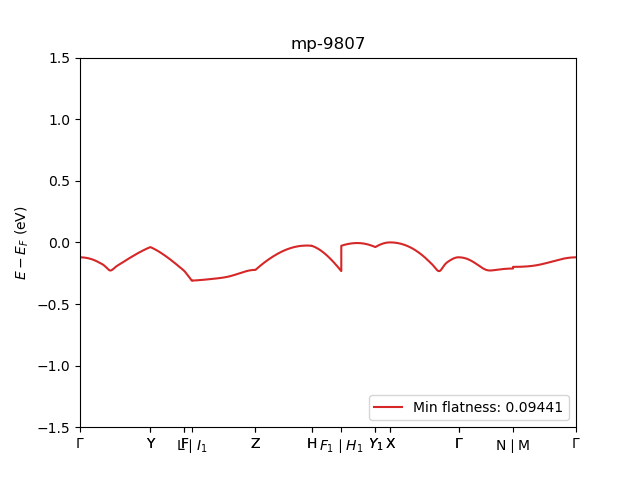 mp-9807
E − E_F (eV)
1.5
1.0
0.5
0.0
−0.5
−1.0
−1.5
Min flatness: 0.09441
Γ Y F L | I₁ Z H F₁ | H₁ Y₁ X Γ N | M Γ